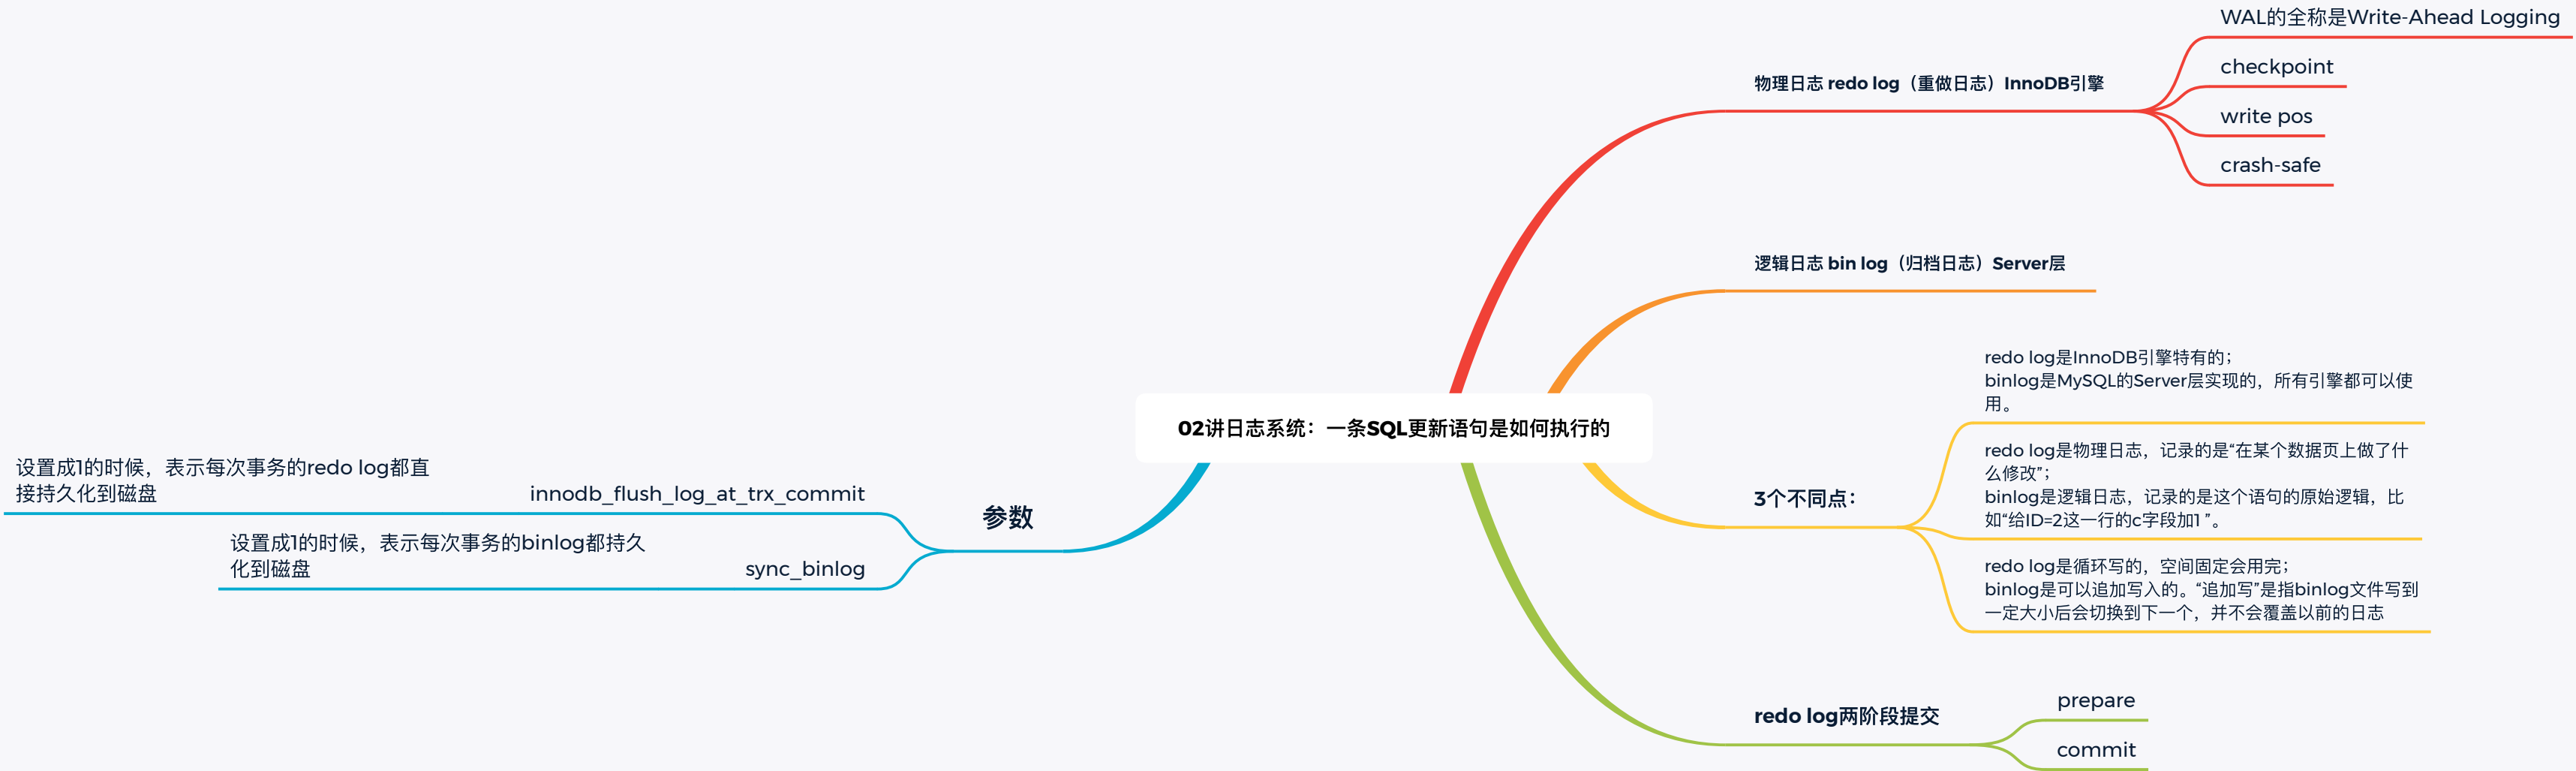 02讲日志系统：一条SQL更新语句是如何执行的
物理日志 redo log（重做日志）InnoDB引擎
WAL的全称是Write-Ahead Logging
checkpoint
write pos
crash-safe
逻辑日志 bin log（归档日志）Server层
3个不同点：
redo log是InnoDB引擎特有的；
binlog是MySQL的Server层实现的，所有引擎都可以使
用。
redo log是物理日志，记录的是“在某个数据页上做了什
么修改”；
binlog是逻辑日志，记录的是这个语句的原始逻辑，比
如“给ID=2这一行的c字段加1 ”。
redo log是循环写的，空间固定会用完；
binlog是可以追加写入的。“追加写”是指binlog文件写到
一定大小后会切换到下一个，并不会覆盖以前的日志
redo log两阶段提交
prepare
commit
参数
innodb_flush_log_at_trx_commit
设置成1的时候，表示每次事务的redo log都直
接持久化到磁盘
sync_binlog
设置成1的时候，表示每次事务的binlog都持久
化到磁盘